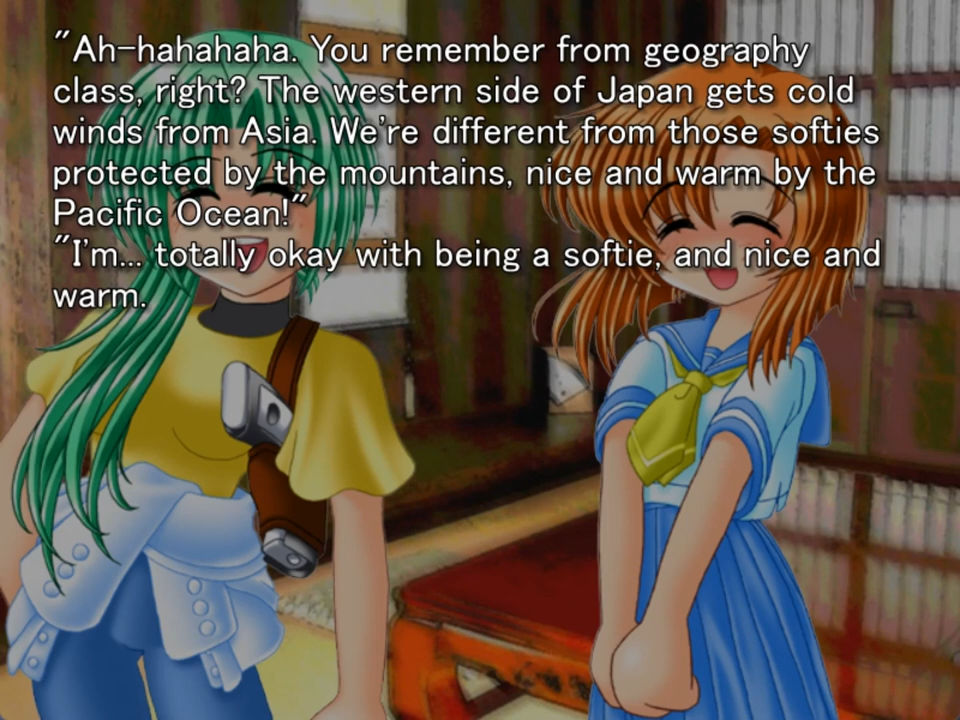 "Ah-hahahaha. You remember from geography
class, right? The western side of Japan gets cold
winds from Asia. We're different from those softies
protected by the mountains, nice and warm by the
Pacific Ocean!"
"I'm... totally okay with being a softie, and nice and
warm.